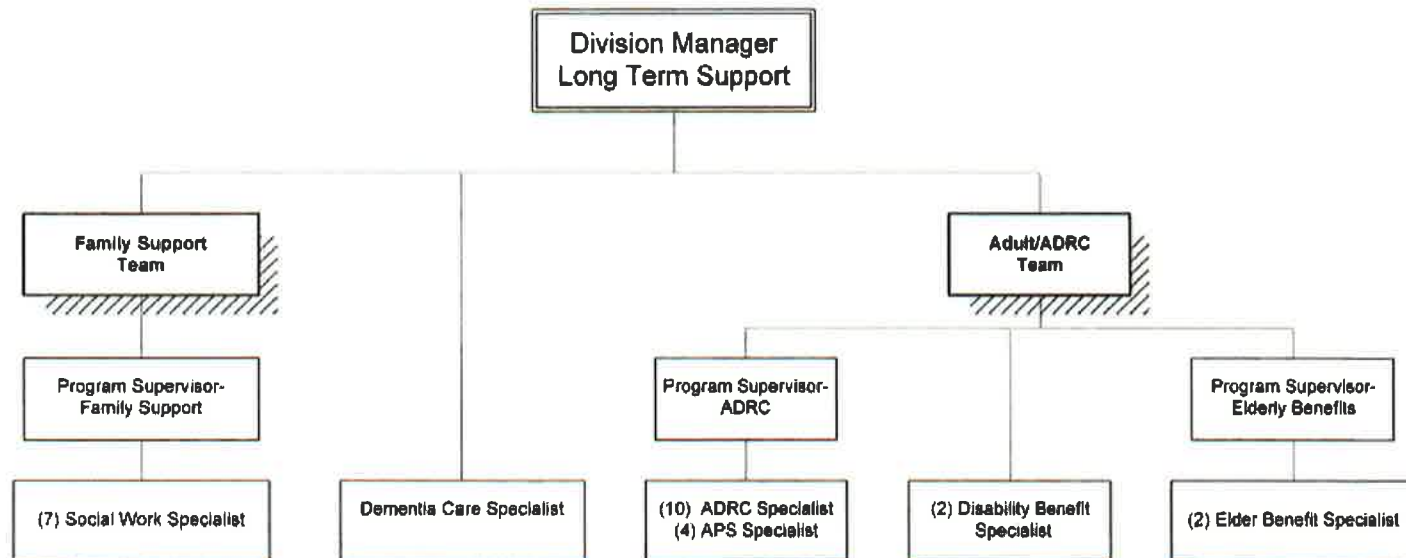 Division Manager
Long Term Support
Family Support
Team
Adult/ADRC
Team
Program Supervisor-
Family Support
Program Supervisor-
ADRC
Program Supervisor-
Elderly Benefits
(7) Social Work Specialist
Dementia Care Specialist
(10) ADRC Specialist
(4) APS Specialist
(2) Disability Benefit
Specialist
(2) Elder Benefit Specialist